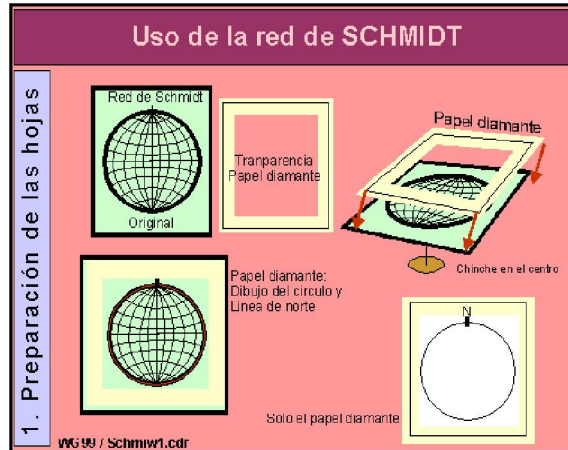 Uso de la red de SCHMIDT
1. Preparación de las hojas
Red de Schmidt
Original
Tranparencia
Papel diamante
Papel diamante
Chinche en el centro
Papel diamante:
Dibujo del circulo y
Linea de norte
N
Solo el papel diamante
WG 99 / Schmiw1.cdr